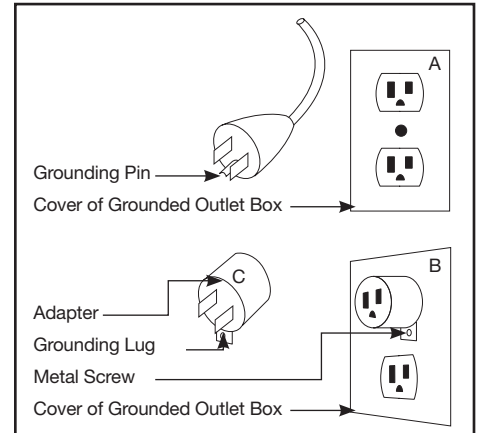 A
Grounding Pin
Cover of Grounded Outlet Box
B
C
Adapter
Grounding Lug
Metal Screw
Cover of Grounded Outlet Box